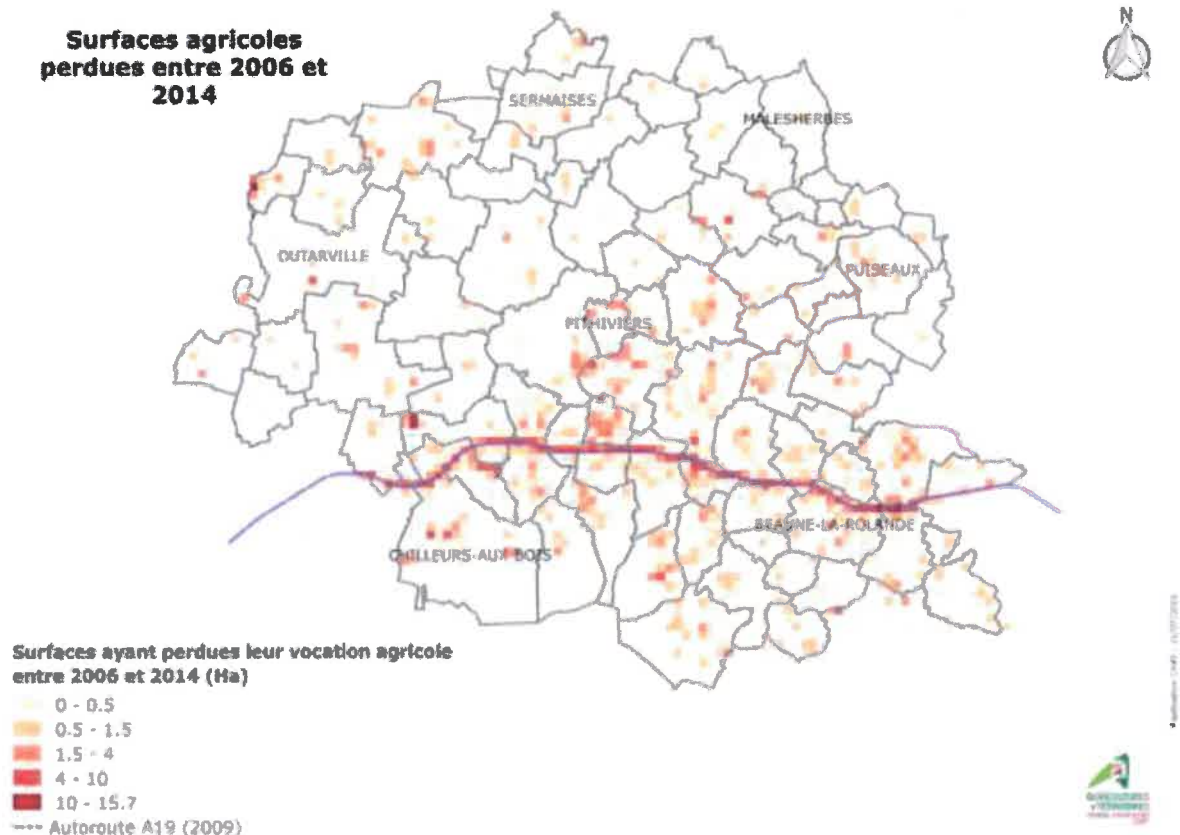 Surfaces agricoles
perdues entre 2006 et
2014
N
SERMAISES
MALESHERBES
OUTARVILLE
PUISEAUX
PITHIVIERS
BEAUNE-LA-ROLANDE
CHILLEURS-AUX-BOIS
Surfaces ayant perdues leur vocation agricole
entre 2006 et 2014 (Ha)
0 - 0.5
0.5 - 1.5
1.5 - 4
4 - 10
10 - 15.7
Autoroute A19 (2009)
AGRICULTURES
& TERRITOIRES